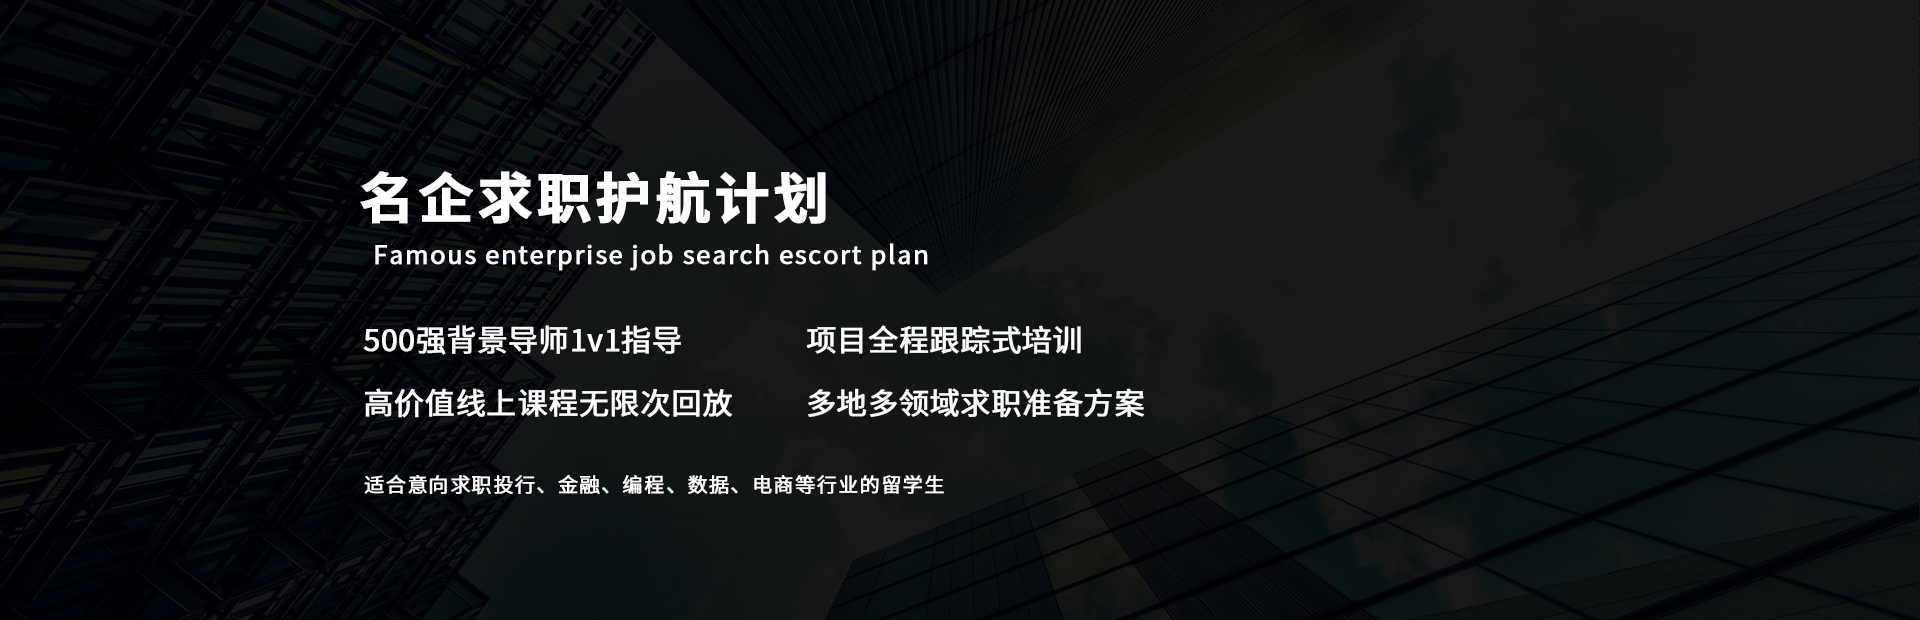 名企求职护航计划
Famous enterprise job search escort plan
500强背景导师1v1指导
项目全程跟踪式培训
高价值线上课程无限次回放
多地多领域求职准备方案
适合意向求职投行、金融、编程、数据、电商等行业的留学生